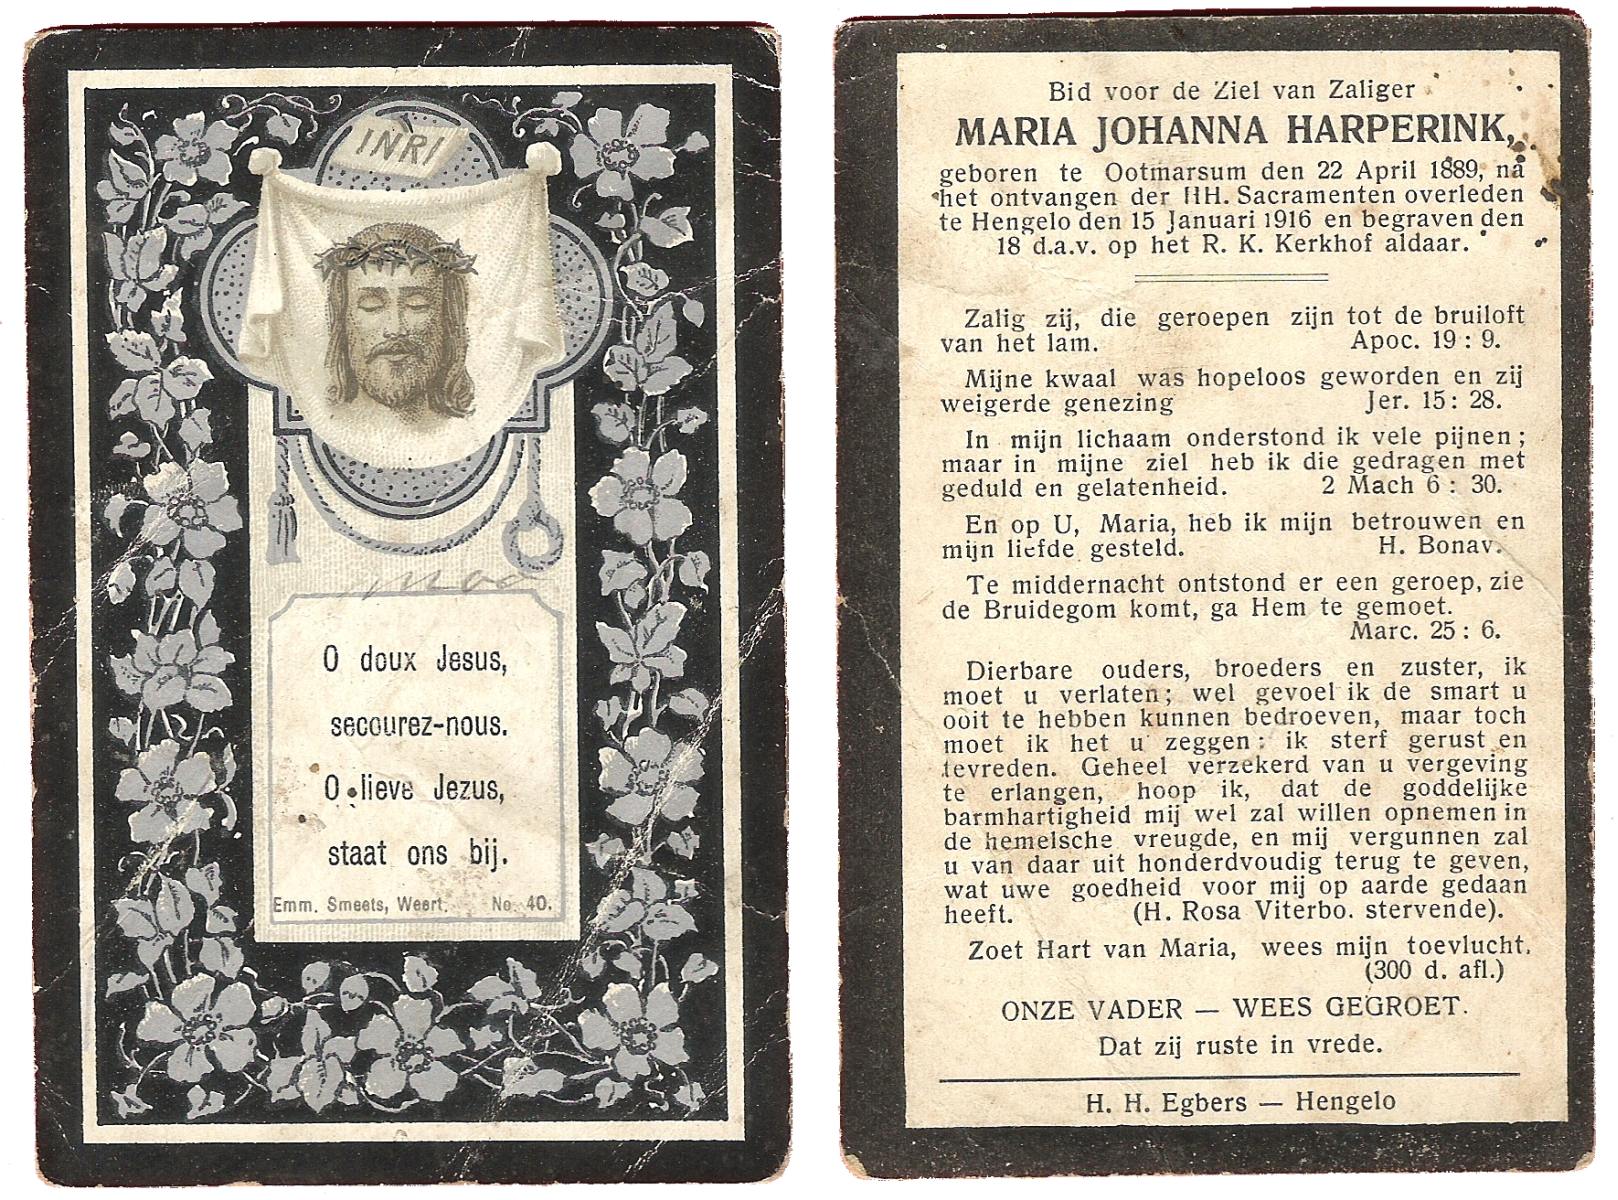 INRI
O doux Jesus,
secourez-nous.
O lieve Jezus,
staat ons bij.
Emm. Smeets, Weert. No. 40.
Bid voor de Ziel van Zaliger
MARIA JOHANNA HARPERINK,
geboren te Ootmarsum den 22 April 1889, na
het ontvangen der HH. Sacramenten overleden
te Hengelo den 15 Januari 1916 en begraven den
18 d.a.v. op het R. K. Kerkhof aldaar.
Zalig zij, die geroepen zijn tot de bruiloft
van het lam. Apoc. 19 : 9.
Mijne kwaal was hopeloos geworden en zij
weigerde genezing Jer. 15 : 28.
In mijn lichaam onderstond ik vele pijnen ;
maar in mijne ziel heb ik die gedragen met
geduld en gelatenheid. 2 Mach 6 : 30.
En op U, Maria, heb ik mijn betrouwen en
mijn liefde gesteld. H. Bonav.
Te middernacht ontstond er een geroep, zie
de Bruidegom komt, ga Hem te gemoet.
Marc. 25 : 6.
Dierbare ouders, broeders en zuster, ik
moet u verlaten ; wel gevoel ik de smart u
ooit te hebben kunnen bedroeven, maar toch
moet ik het u zeggen : ik sterf gerust en
tevreden. Geheel verzekerd van u vergeving
te erlangen, hoop ik, dat de goddelijke
barmhartigheid mij wel zal willen opnemen in
de hemelsche vreugde, en mij vergunnen zal
u van daar uit honderdvoudig terug te geven,
wat uwe goedheid voor mij op aarde gedaan
heeft. (H. Rosa Viterbo. stervende).
Zoet Hart van Maria, wees mijn toevlucht.
(300 d. afl.)
ONZE VADER — WEES GEGROET.
Dat zij ruste in vrede.
H. H. Egbers — Hengelo